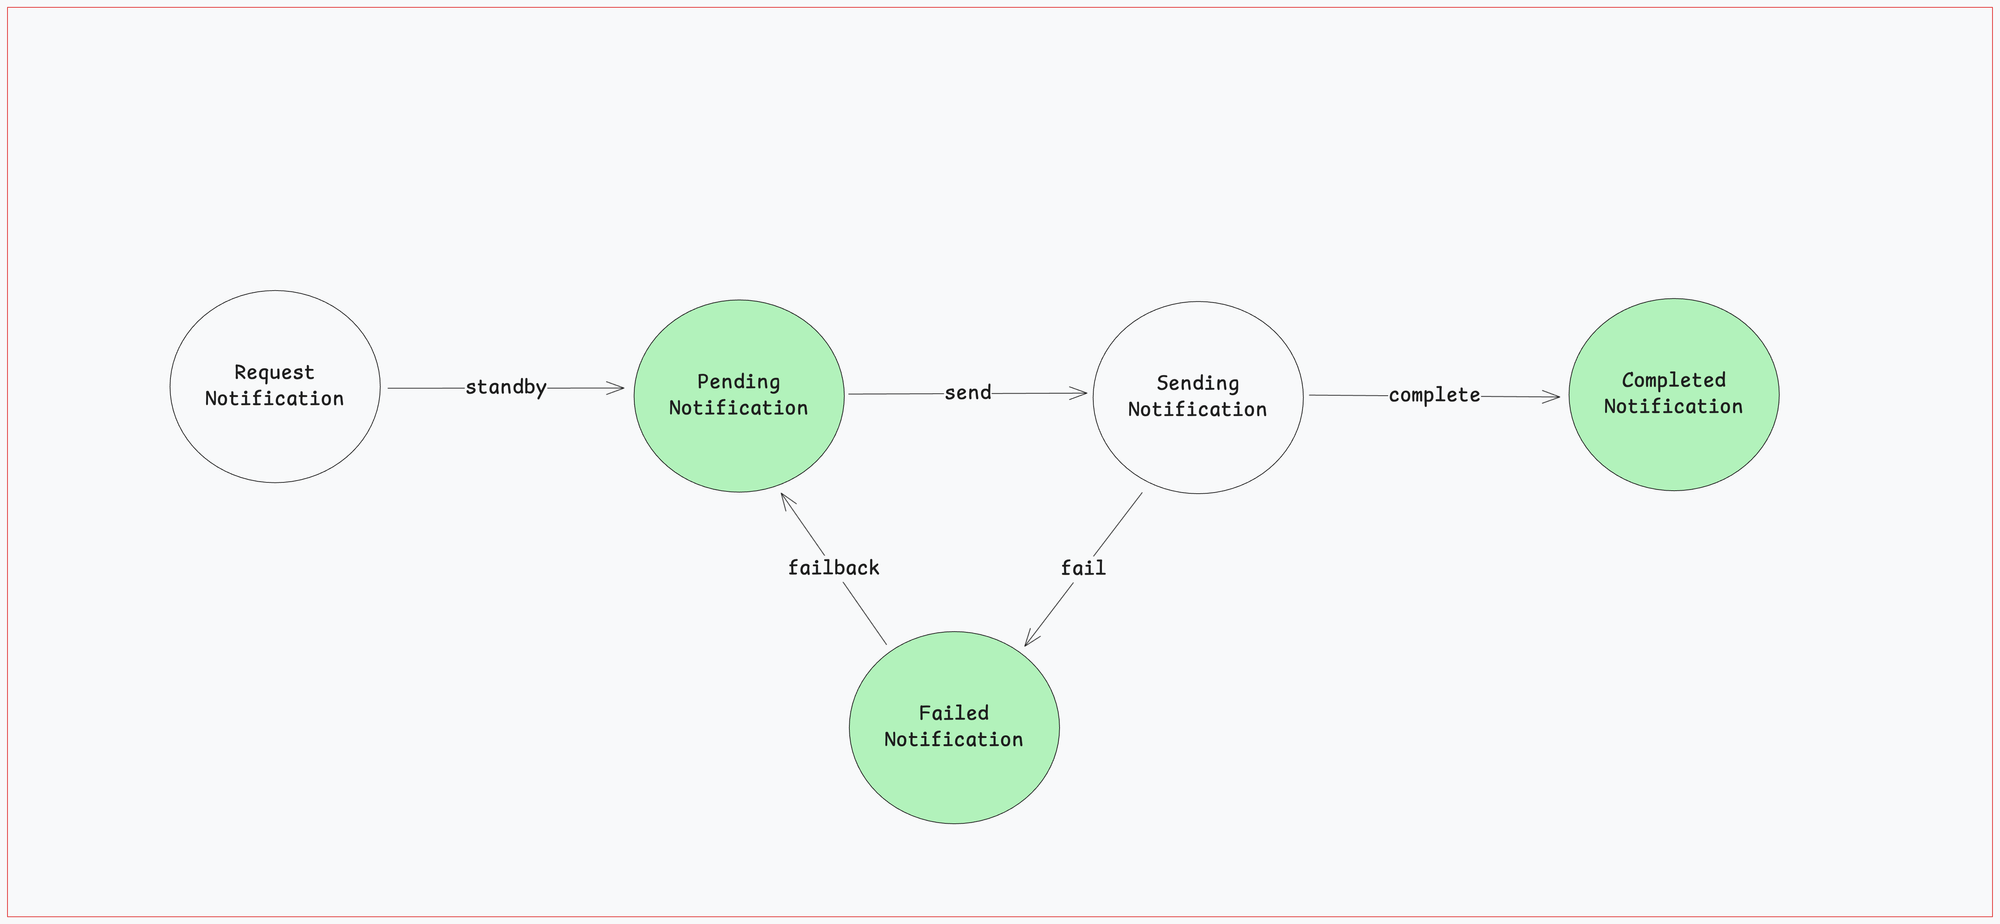 Request
Notification
standby
Pending
Notification
send
Sending
Notification
complete
Completed
Notification
failback
fail
Failed
Notification